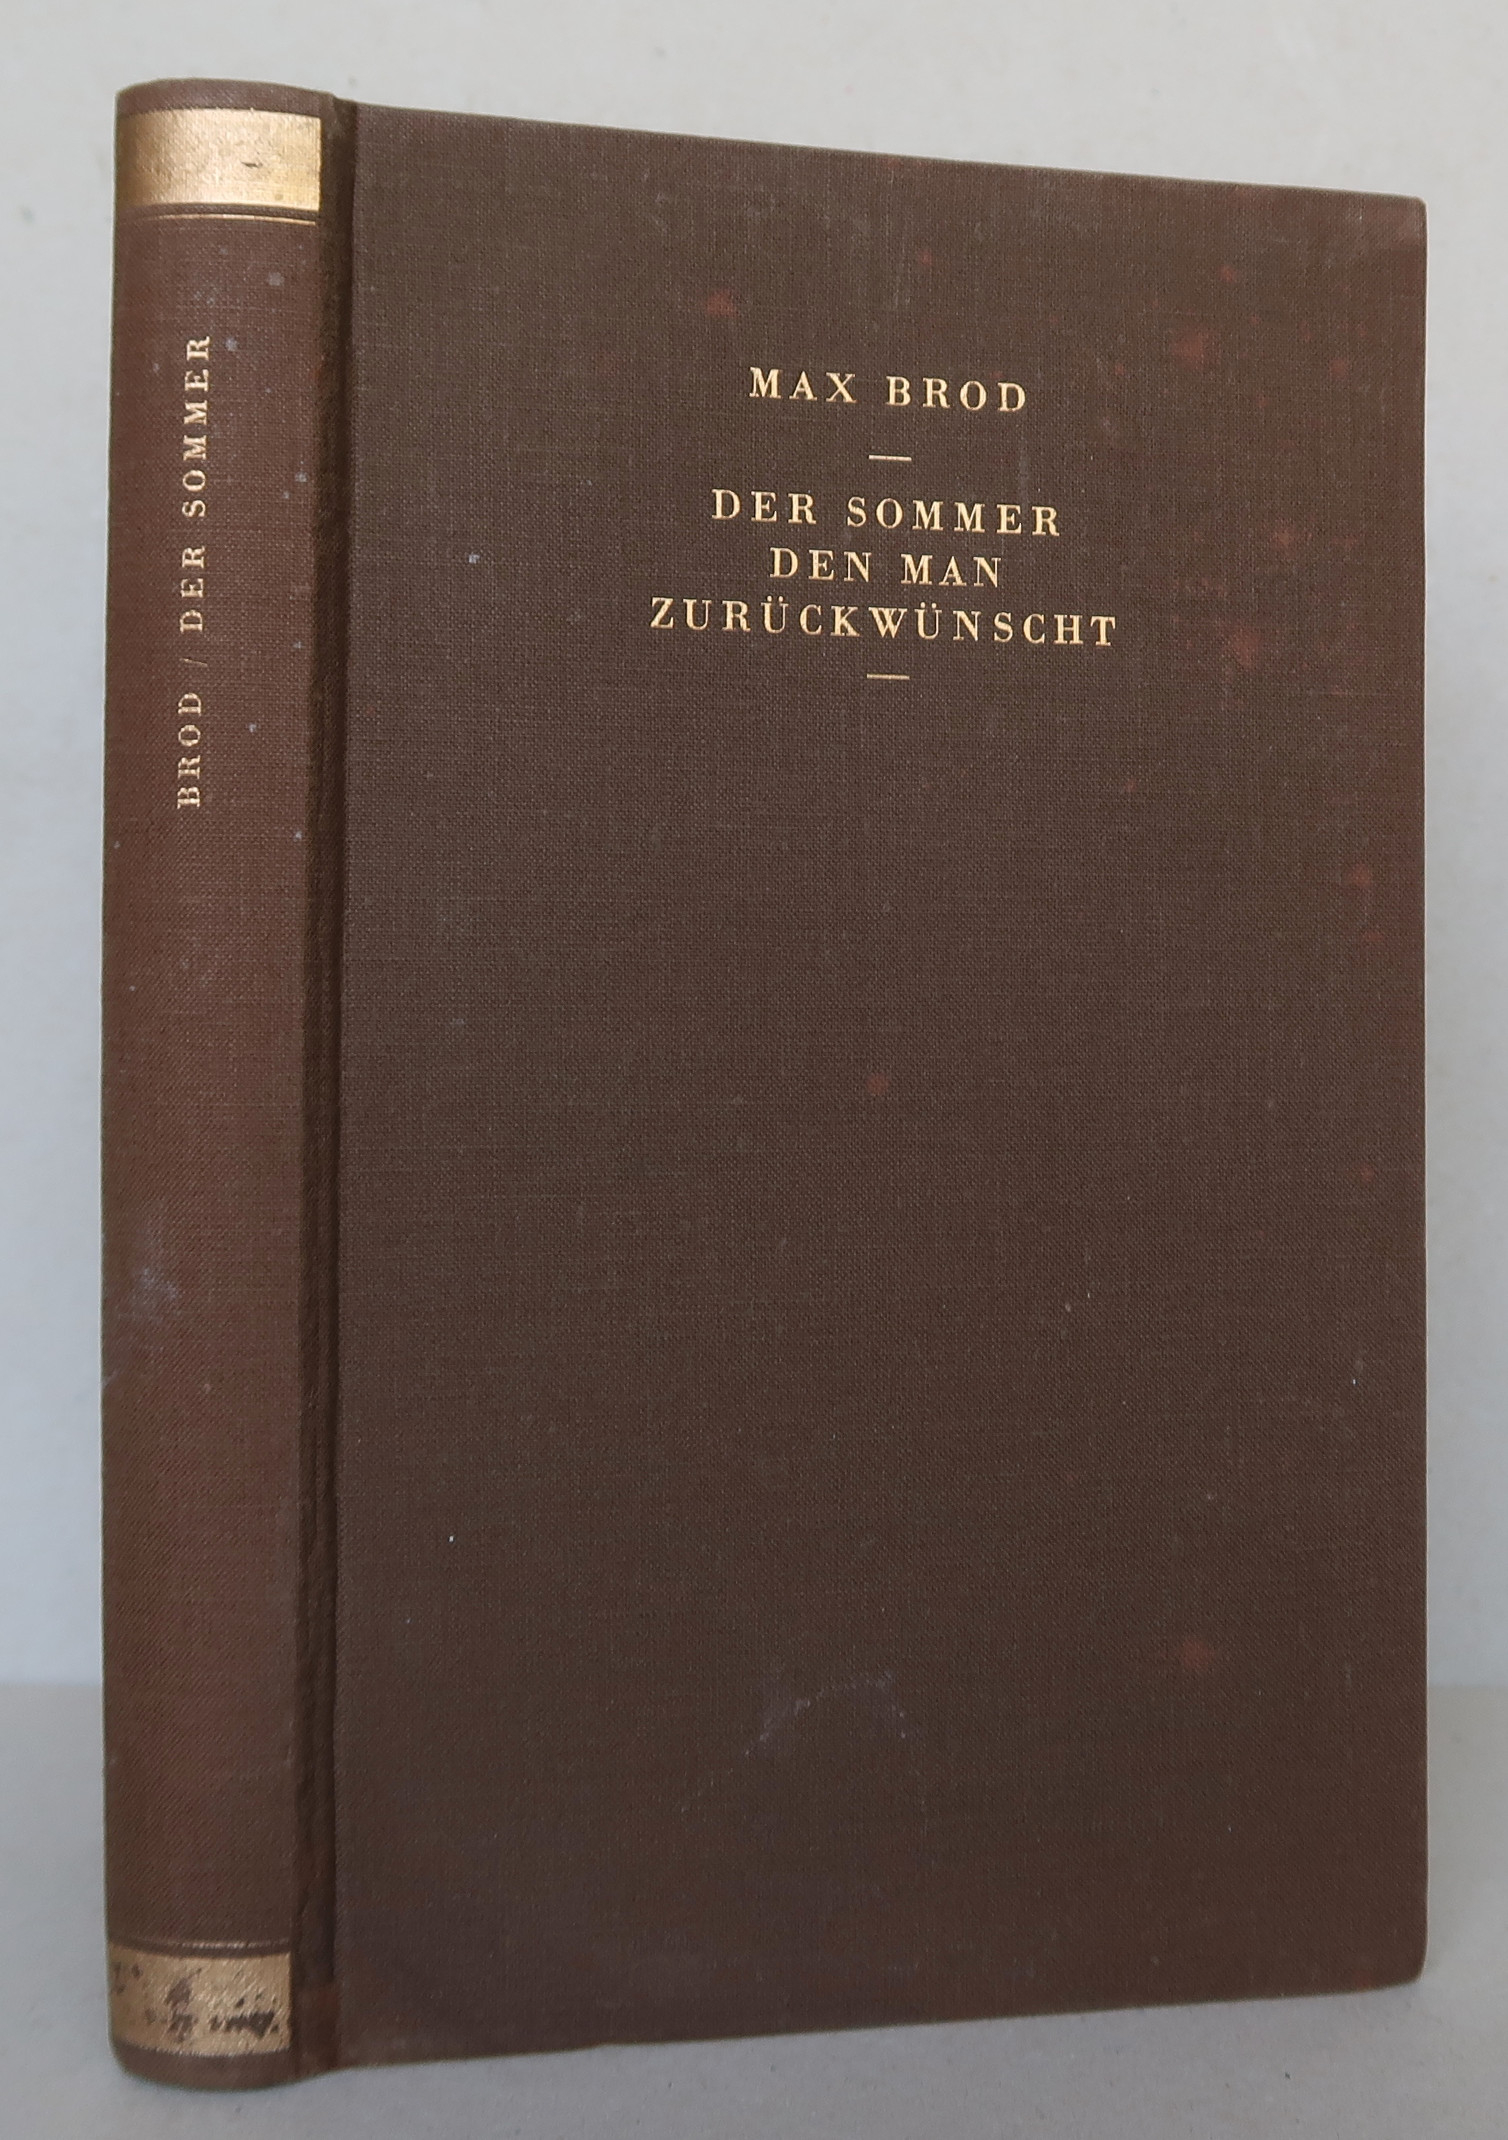 BROD / DER SOMMER
MAX BROD
DER SOMMER
DEN MAN
ZURÜCKWÜNSCHT